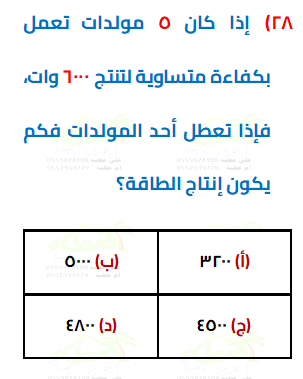 ٢٨) إذا كان ٥ مولدات تعمل
بكفاءة متساوية لتنتج ٦٠٠٠ وات،
فإذا تعطل أحد المولدات فكم
يكون إنتاج الطاقة؟
(أ) ٣٢٠٠
(ب) ٥٠٠٠
(ج) ٤٥٠٠
(د) ٤٨٠٠